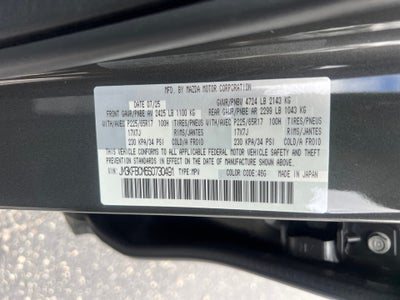 MFD. BY MAZDA MOTOR CORPORATION
DATE 07/25 GVWR/PNBV 4724 LB 2143 KG
FRONT GAWR/PNBE AV 2425 LB 1100 KG REAR GAWR/PNBE AR 2299 LB 1043 KG
WITH/AVEC P225/65R17 100H TIRES/PNEUS WITH/AVEC P225/65R17 100H TIRES/PNEUS
17X7J RIMS/JANTES 17X7J RIMS/JANTES
230 KPA/34 PSI COLD/A FROID 230 KPA/34 PSI COLD/A FROID
THIS VEHICLE CONFORMS TO ALL APPLICABLE FEDERAL MOTOR VEHICLE SAFETY, BUMPER,
AND THEFT PREVENTION STANDARDS IN EFFECT ON THE DATE OF MANUFACTURE SHOWN ABOVE.
TYPE: MPV COLOR CODE: 46G MADE IN JAPAN